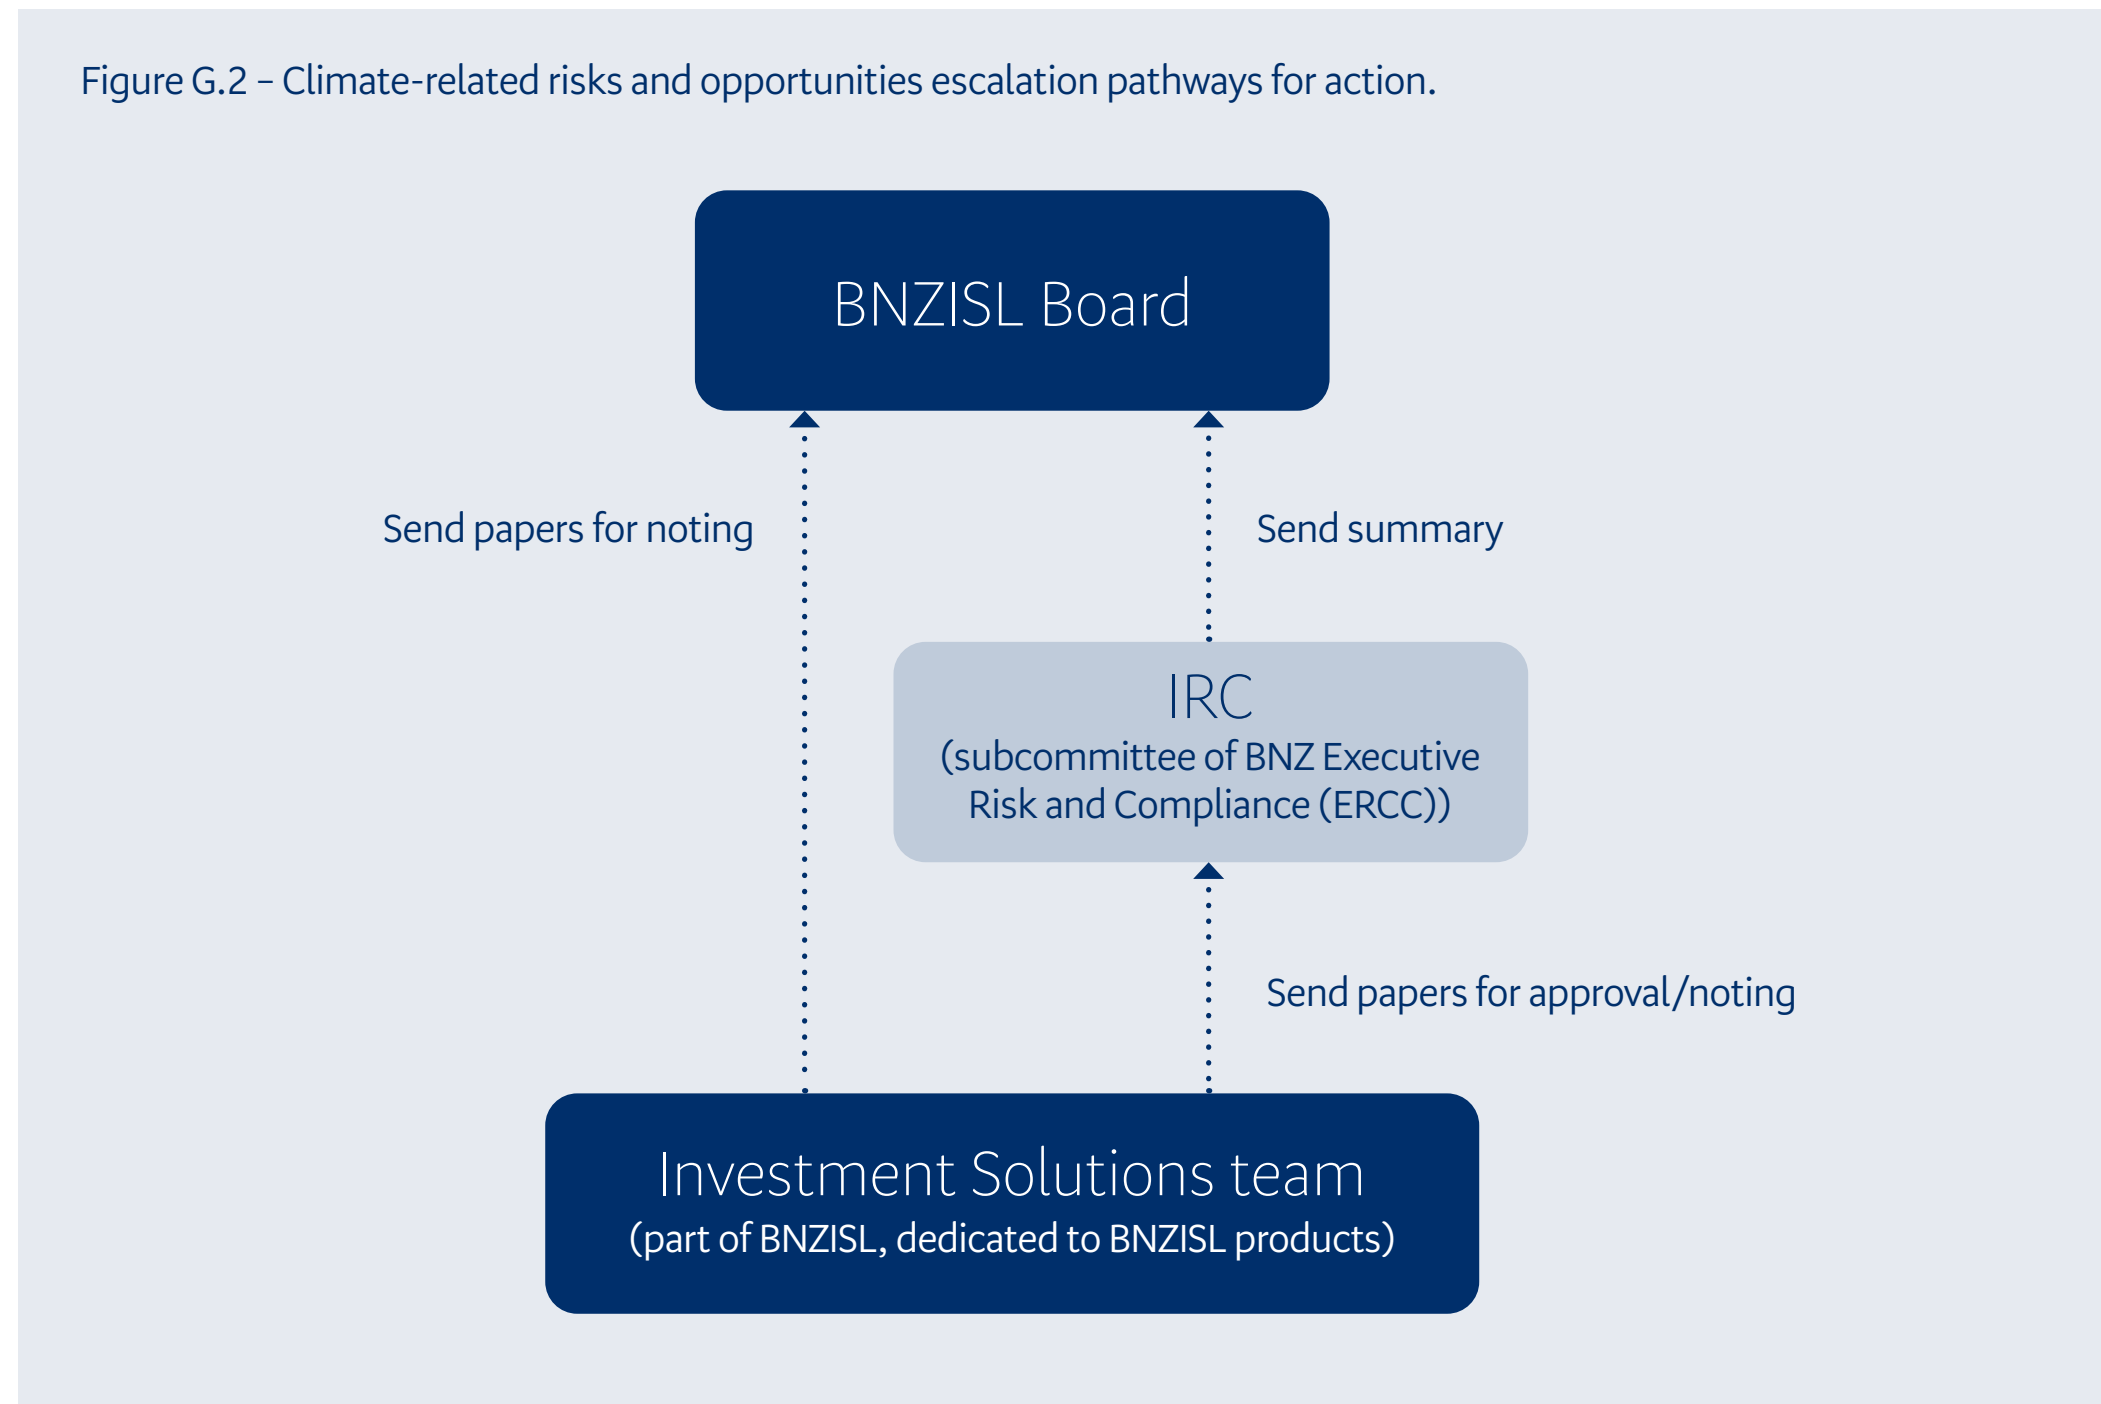 Figure G.2 – Climate-related risks and opportunities escalation pathways for action.
BNZISL Board
Send papers for noting
Send summary
IRC
(subcommittee of BNZ Executive
Risk and Compliance (ERCC))
Send papers for approval/noting
Investment Solutions team
(part of BNZISL, dedicated to BNZISL products)